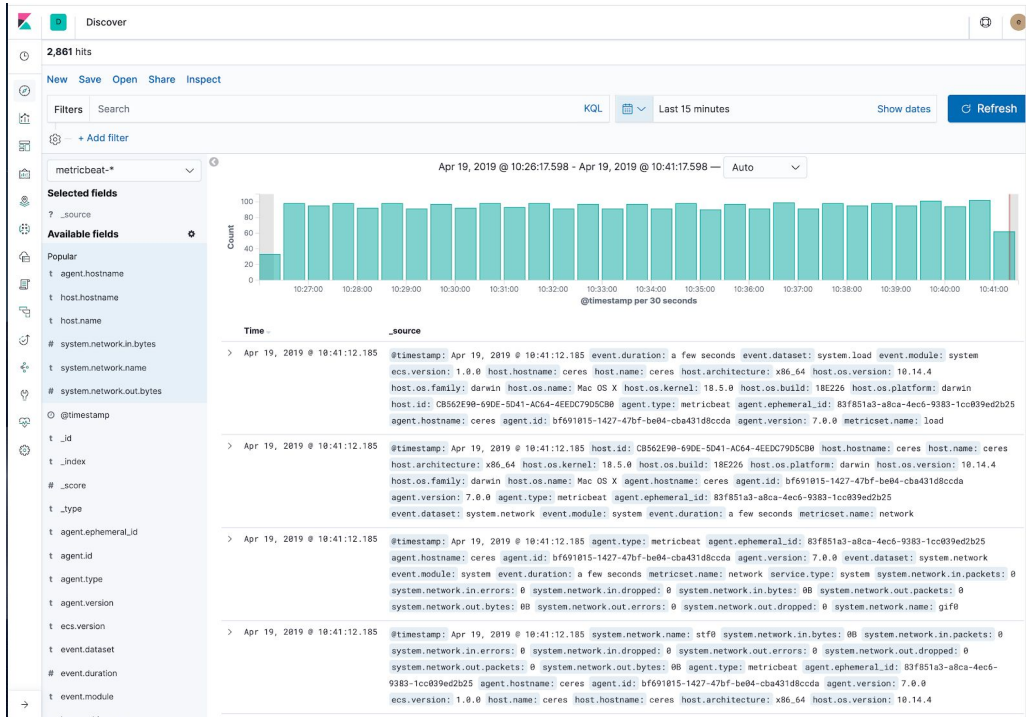 D Discover e
2,861 hits
New Save Open Share Inspect
Filters Search KQL Last 15 minutes Show dates Refresh
+ Add filter
metricbeat-*
Selected fields
? _source
Available fields
Popular
t agent.hostname
t host.hostname
t host.name
# system.network.in.bytes
t system.network.name
# system.network.out.bytes
@timestamp
t _id
t _index
# _score
t _type
t agent.ephemeral_id
t agent.id
t agent.type
t agent.version
t ecs.version
t event.dataset
# event.duration
t event.module
Apr 19, 2019 @ 10:26:17.598 - Apr 19, 2019 @ 10:41:17.598 — Auto
Count
100
80
60
40
20
0
10:27:00 10:28:00 10:29:00 10:30:00 10:31:00 10:32:00 10:33:00 10:34:00 10:35:00 10:36:00 10:37:00 10:38:00 10:39:00 10:40:00 10:41:00
@timestamp per 30 seconds
Time _source
Apr 19, 2019 @ 10:41:12.185 @timestamp: Apr 19, 2019 @ 10:41:12.185 event.duration: a few seconds event.dataset: system.load event.module: system
ecs.version: 1.0.0 host.hostname: ceres host.name: ceres host.architecture: x86_64 host.os.version: 10.14.4
host.os.family: darwin host.os.name: Mac OS X host.os.kernel: 18.5.0 host.os.build: 18E226 host.os.platform: darwin
host.id: CB562E90-69DE-5D41-AC64-4EEDC79D5CB0 agent.type: metricbeat agent.ephemeral_id: 83f851a3-a8ca-4ec6-9383-1cc039ed2b25
agent.hostname: ceres agent.id: bf691015-1427-47bf-be04-cba431d8ccda agent.version: 7.0.0 metricset.name: load
Apr 19, 2019 @ 10:41:12.185 @timestamp: Apr 19, 2019 @ 10:41:12.185 host.id: CB562E90-69DE-5D41-AC64-4EEDC79D5CB0 host.hostname: ceres host.name: ceres
host.architecture: x86_64 host.os.kernel: 18.5.0 host.os.build: 18E226 host.os.platform: darwin host.os.version: 10.14.4
host.os.family: darwin host.os.name: Mac OS X agent.hostname: ceres agent.id: bf691015-1427-47bf-be04-cba431d8ccda
agent.version: 7.0.0 agent.type: metricbeat agent.ephemeral_id: 83f851a3-a8ca-4ec6-9383-1cc039ed2b25
event.dataset: system.network event.module: system event.duration: a few seconds metricset.name: network
Apr 19, 2019 @ 10:41:12.185 @timestamp: Apr 19, 2019 @ 10:41:12.185 agent.type: metricbeat agent.ephemeral_id: 83f851a3-a8ca-4ec6-9383-1cc039ed2b25
agent.hostname: ceres agent.id: bf691015-1427-47bf-be04-cba431d8ccda agent.version: 7.0.0 event.dataset: system.network
event.module: system event.duration: a few seconds metricset.name: network service.type: system system.network.in.packets: 0
system.network.in.errors: 0 system.network.in.dropped: 0 system.network.in.bytes: 0B system.network.out.packets: 0
system.network.out.bytes: 0B system.network.out.errors: 0 system.network.out.dropped: 0 system.network.name: gif0
Apr 19, 2019 @ 10:41:12.185 @timestamp: Apr 19, 2019 @ 10:41:12.185 system.network.name: stf0 system.network.in.bytes: 0B system.network.in.packets: 0
system.network.in.errors: 0 system.network.in.dropped: 0 system.network.out.errors: 0 system.network.out.dropped: 0
system.network.out.packets: 0 system.network.out.bytes: 0B agent.type: metricbeat agent.ephemeral_id: 83f851a3-a8ca-4ec6-
9383-1cc039ed2b25 agent.hostname: ceres agent.id: bf691015-1427-47bf-be04-cba431d8ccda agent.version: 7.0.0
ecs.version: 1.0.0 host.name: ceres host.hostname: ceres host.architecture: x86_64 host.os.version: 10.14.4